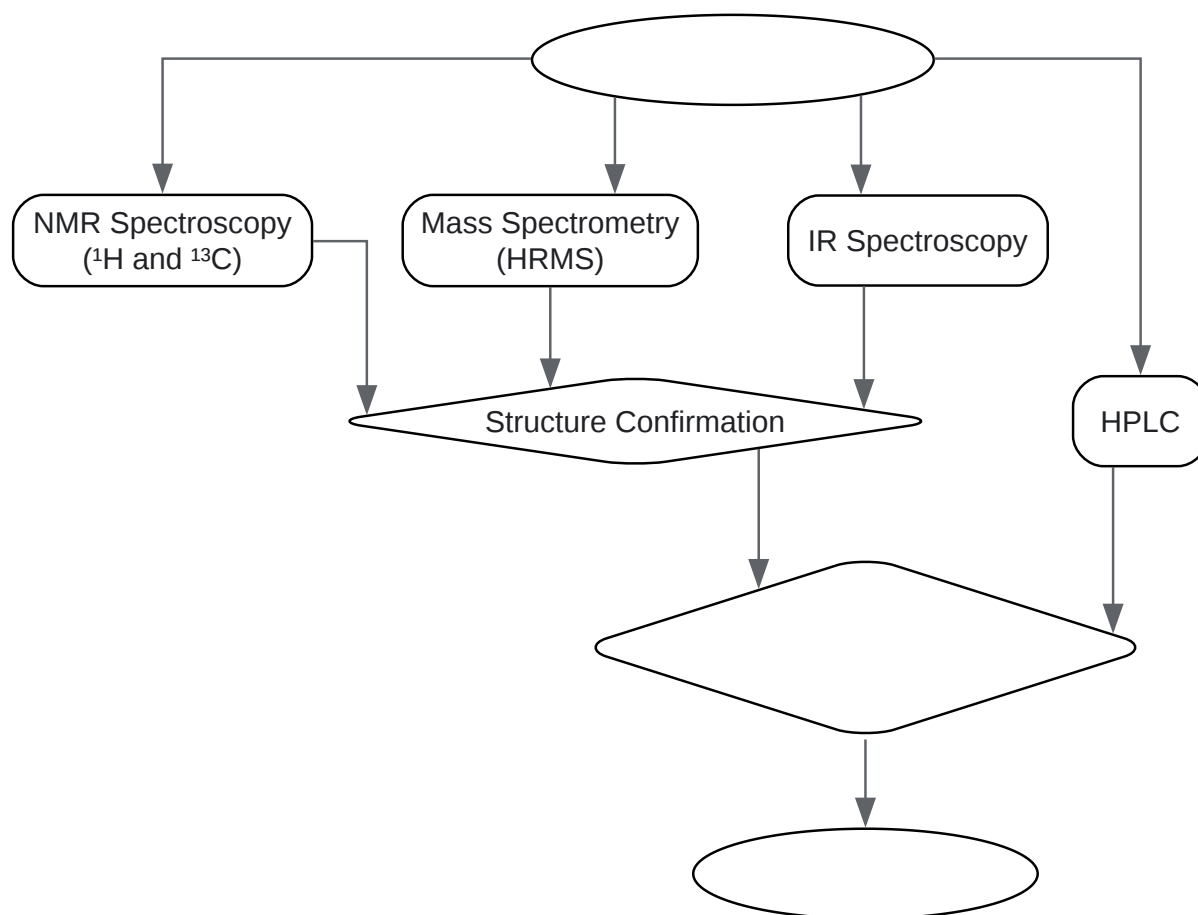 NMR Spectroscopy
(¹H and ¹³C)
Mass Spectrometry
(HRMS)
IR Spectroscopy
Structure Confirmation
HPLC